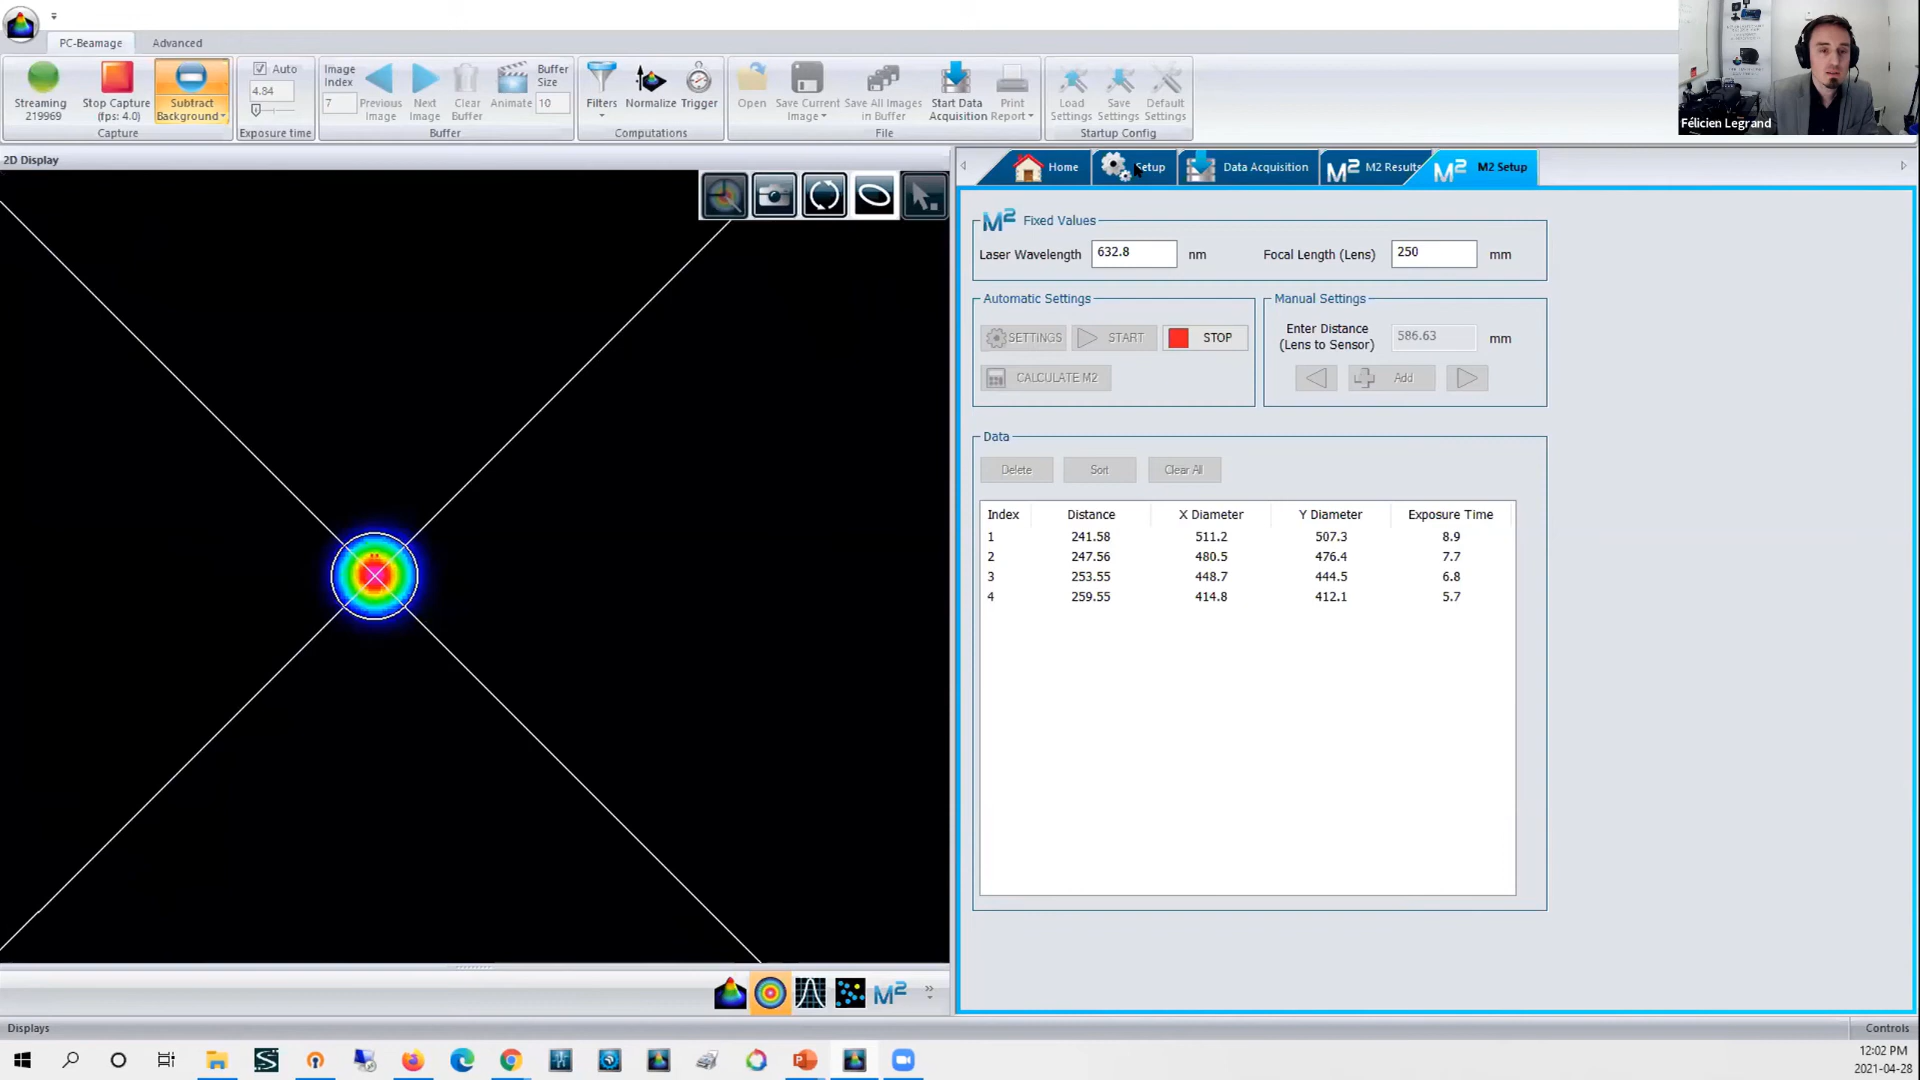 PC-Beamage Advanced
Streaming 219969
Stop Capture (fps: 4.0)
Subtract Background
Capture
Auto
4.84
Exposure time
Image Index
7
Previous Image
Next Image
Clear Buffer
Animate
Buffer Size
10
Buffer
Filters
Normalize
Trigger
Computations
Open
Save Current Image
Save All Images in Buffer
Start Data Acquisition
Print Report
File
Load Settings
Save Settings
Default Settings
Startup Config
Félicien Legrand
2D Display
Home
Setup
Data Acquisition
M2 M2 Results
M2 M2 Setup
M2 Fixed Values
Laser Wavelength 632.8 nm Focal Length (Lens) 250 mm
Automatic Settings
SETTINGS START STOP
CALCULATE M2
Manual Settings
Enter Distance (Lens to Sensor) 586.63 mm
Add
Data
Delete Sort Clear All
Index Distance X Diameter Y Diameter Exposure Time
1 241.58 511.2 507.3 8.9
2 247.56 480.5 476.4 7.7
3 253.55 448.7 444.5 6.8
4 259.55 414.8 412.1 5.7
M2
Displays
Controls
12:02 PM
2021-04-28